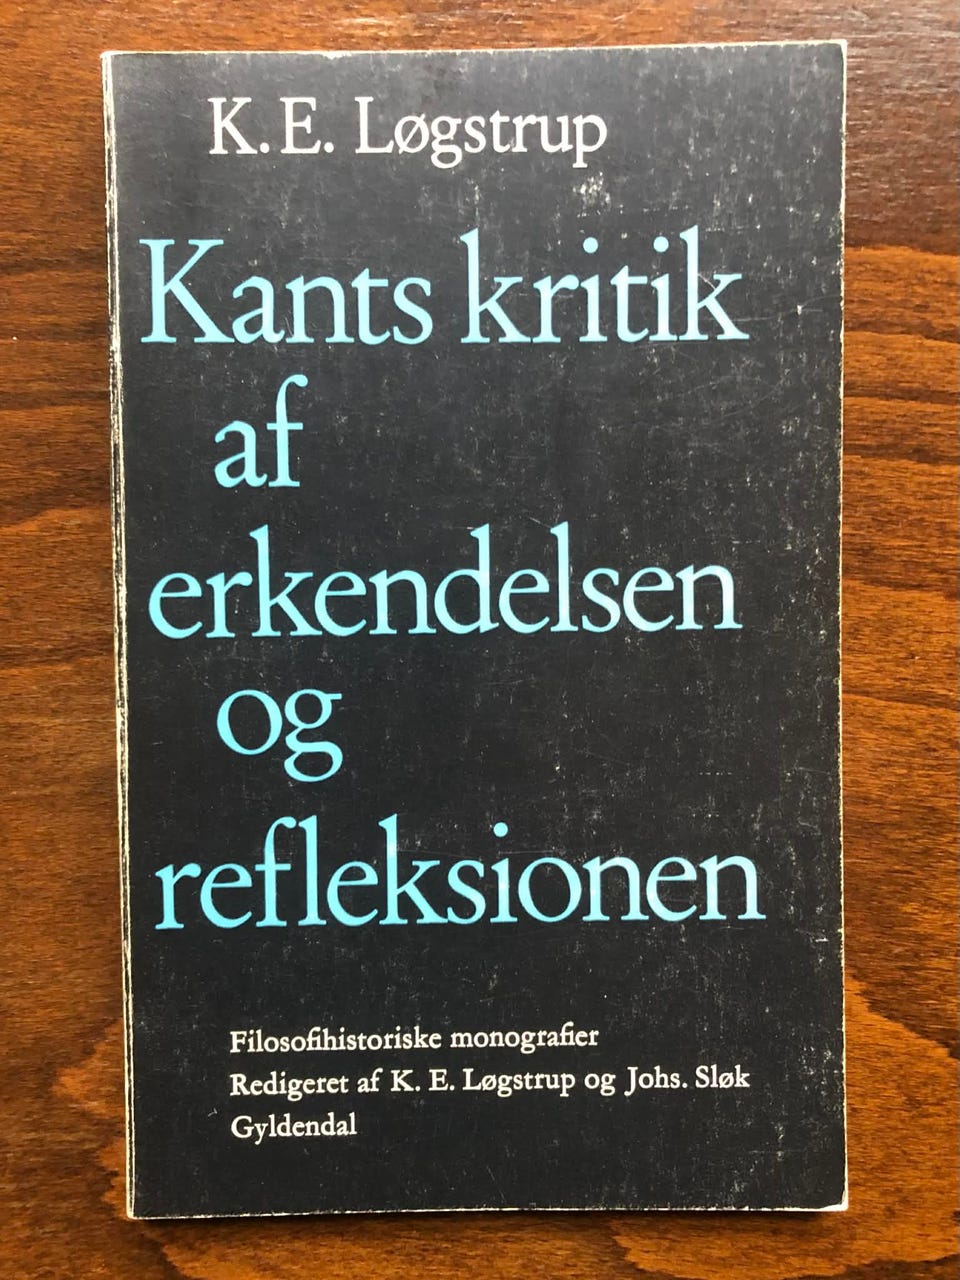 K. E. Løgstrup
Kants kritik
af
erkendelsen
og
refleksionen
Filosofihistoriske monografier
Redigeret af K. E. Løgstrup og Johs. Sløk
Gyldendal